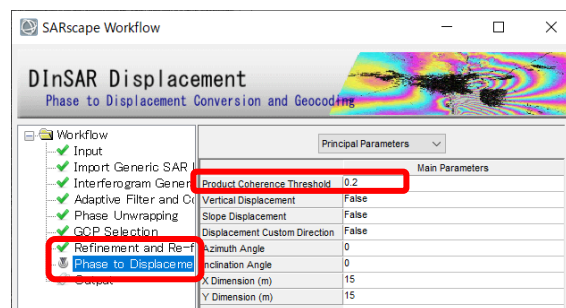 SARscape Workflow
DInSAR Displacement
Phase to Displacement Conversion and Geocoding
Workflow
Input
Import Generic SAR
Interferogram Gener
Adaptive Filter and
Phase Unwrapping
GCP Selection
Refinement and Re-f
Phase to Displaceme
Output
Principal Parameters
Main Parameters
Product Coherence Threshold 0.2
Vertical Displacement False
Slope Displacement False
Displacement Custom Direction False
Azimuth Angle 0
Inclination Angle 0
X Dimension (m) 15
Y Dimension (m) 15